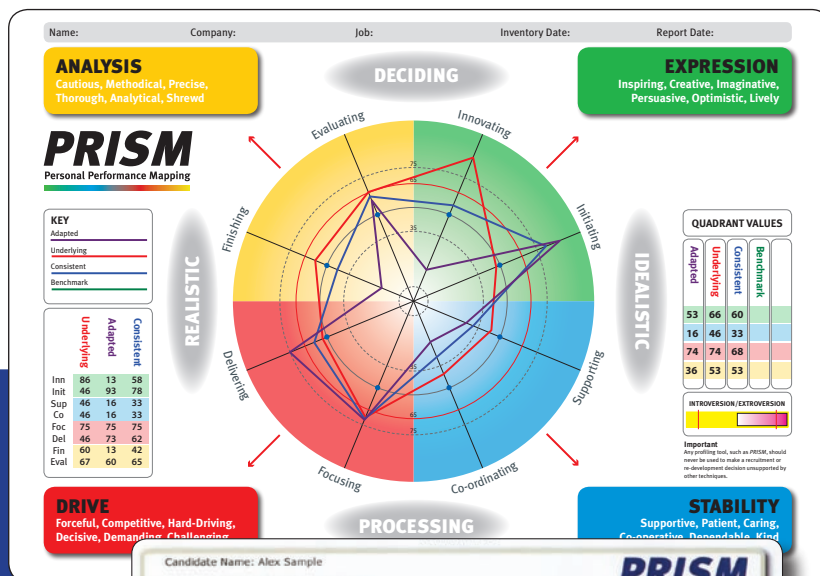 Name: Company: Job: Inventory Date: Report Date:
ANALYSIS
Cautious, Methodical, Precise,
Thorough, Analytical, Shrewd
DECIDING
EXPRESSION
Inspiring, Creative, Imaginative,
Persuasive, Optimistic, Lively
PRISM
Personal Performance Mapping
KEY
Adapted
Underlying
Consistent
Benchmark
Underlying Adapted Consistent
Inn 86 13 58
Init 46 93 78
Sup 46 16 33
Co 46 16 33
Foc 75 75 75
Del 46 73 62
Fin 60 13 42
Eval 67 60 65
REALISTIC
Evaluating
Innovating
Initiating
Supporting
Co-ordinating
Focusing
Delivering
Finishing
75
65
35
35
65
75
IDEALISTIC
QUADRANT VALUES
Adapted Underlying Consistent Benchmark
53 66 60
16 46 33
74 74 68
36 53 53
INTROVERSION/EXTROVERSION
Important
Any profiling tool, such as PRISM, should
never be used to make a recruitment or
re-development decision unsupported by
other techniques.
DRIVE
Forceful, Competitive, Hard-Driving,
Decisive, Demanding, Challenging
PROCESSING
STABILITY
Supportive, Patient, Caring,
Co-operative, Dependable, Kind
Candidate Name: Alex Sample
PRISM